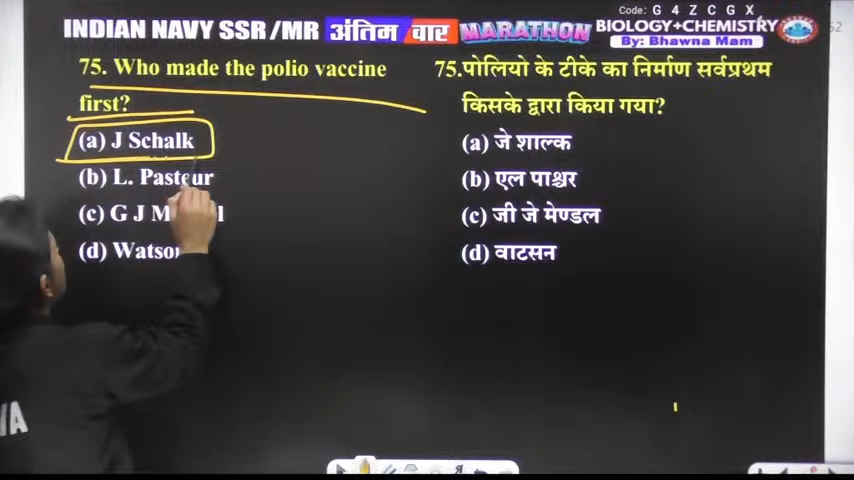 Code: G 4 Z C G X
INDIAN NAVY SSR/MR अंतिम वार MARATHON BIOLOGY+CHEMISTRY
By: Bhawna Mam
75. Who made the polio vaccine
first?
(a) J Schalk
(b) L. Pasteur
(c) G J M
(d) Watson
75.पोलियो के टीके का निर्माण सर्वप्रथम
किसके द्वारा किया गया?
(a) जे शाल्क
(b) एल पाश्चर
(c) जी जे मेण्डल
(d) वाटसन